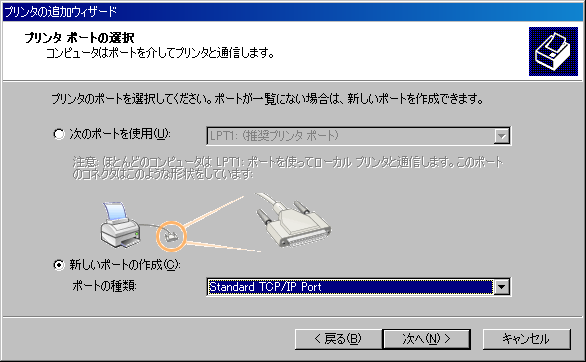 プリンタの追加ウィザード
プリンタ ポートの選択
コンピュータはポートを介してプリンタと通信します。
プリンタのポートを選択してください。ポートが一覧にない場合は、新しいポートを作成できます。
次のポートを使用(U):
LPT1: (推奨プリンタ ポート)
注意: ほとんどのコンピュータは LPT1: ポートを使ってローカル プリンタと通信します。このポート
のコネクタはこのような形状をしています:
新しいポートの作成(C):
ポートの種類:
Standard TCP/IP Port
< 戻る(B)
次へ(N) >
キャンセル